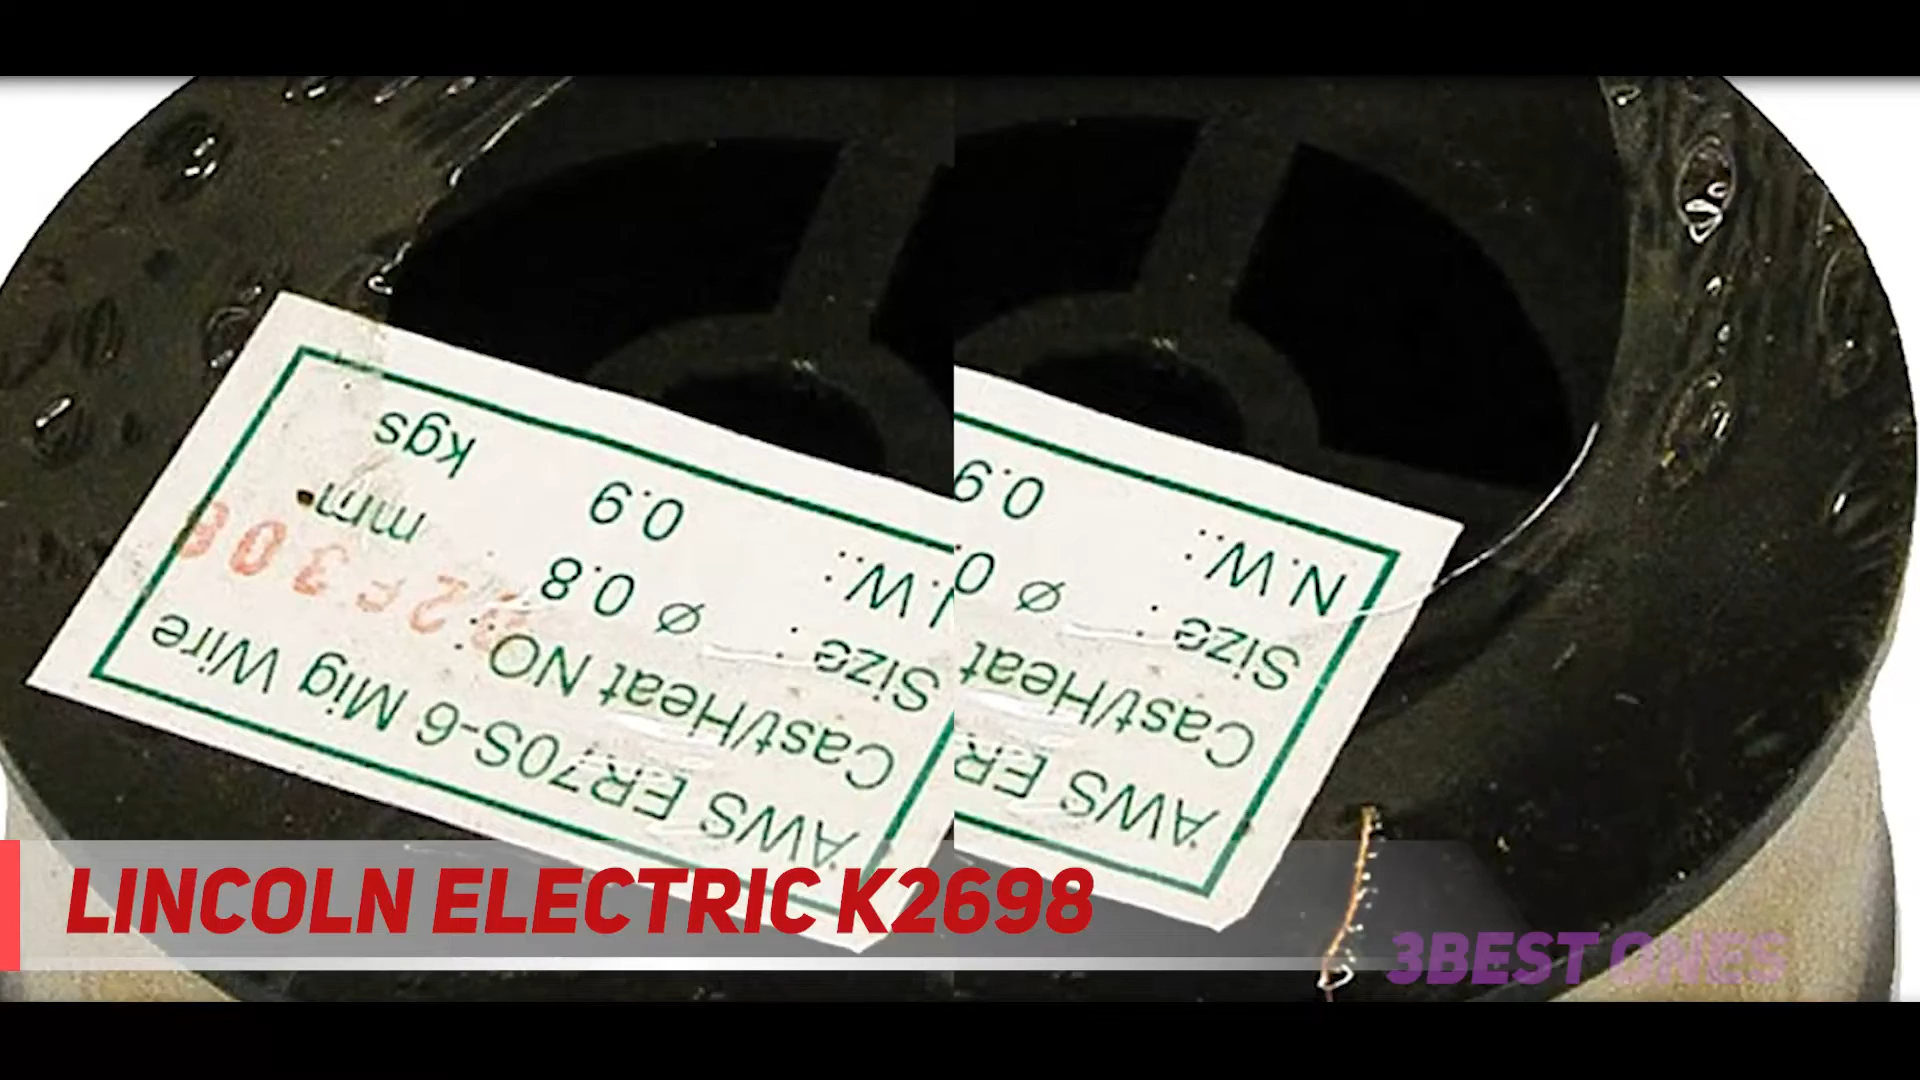 AWS ER70S-6 Mig Wire
Cast/Heat NO.:
Size : ø 0.8 mm
.W.: 0.9 kgs
AWS ER
Cast/Heat
Size : ø 0
N.W.: 0.9
LINCOLN ELECTRIC K2698
3BEST ONES